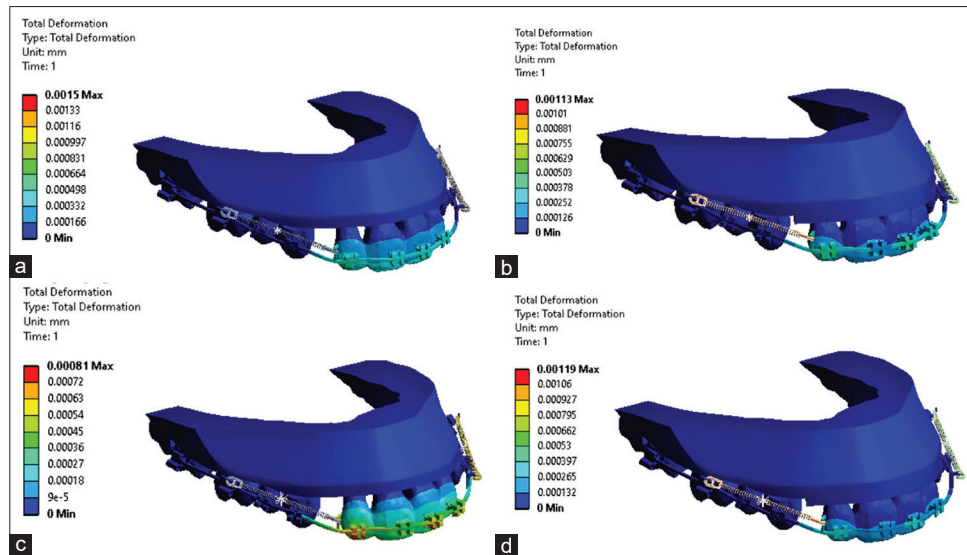 Total Deformation
Type: Total Deformation
Unit: mm
Time: 1
0.0015 Max
0.00133
0.00116
0.000997
0.000831
0.000664
0.000498
0.000332
0.000166
0 Min
a
Total Deformation
Type: Total Deformation
Unit: mm
Time: 1
0.00113 Max
0.00101
0.000881
0.000755
0.000629
0.000503
0.000378
0.000252
0.000126
0 Min
b
Total Deformation
Type: Total Deformation
Unit: mm
Time: 1
0.00081 Max
0.00072
0.00063
0.00054
0.00045
0.00036
0.00027
0.00018
9e-5
0 Min
c
Total Deformation
Type: Total Deformation
Unit: mm
Time: 1
0.00119 Max
0.00106
0.000927
0.000795
0.000662
0.00053
0.000397
0.000265
0.000132
0 Min
d